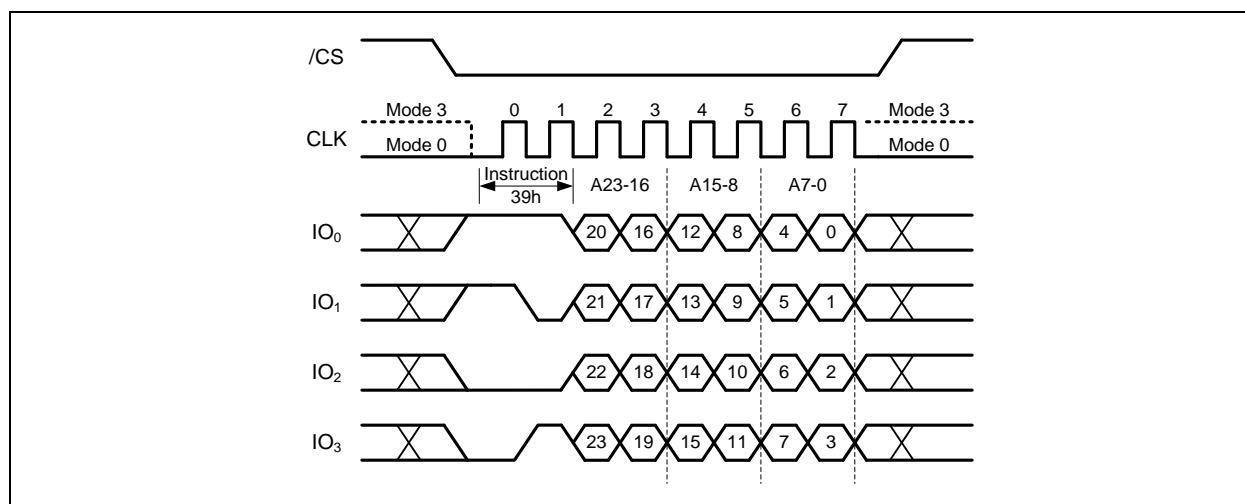 /CS
Mode 3 0 1 2 3 4 5 6 7 Mode 3
CLK Mode 0 Mode 0
Instruction A23-16 A15-8 A7-0
39h
IO0 20 16 12 8 4 0
IO1 21 17 13 9 5 1
IO2 22 18 14 10 6 2
IO3 23 19 15 11 7 3